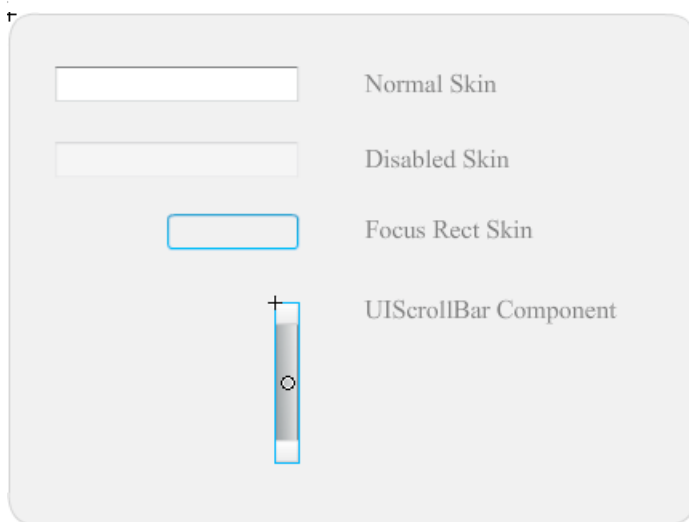 Normal Skin
Disabled Skin
Focus Rect Skin
UIScrollBar Component